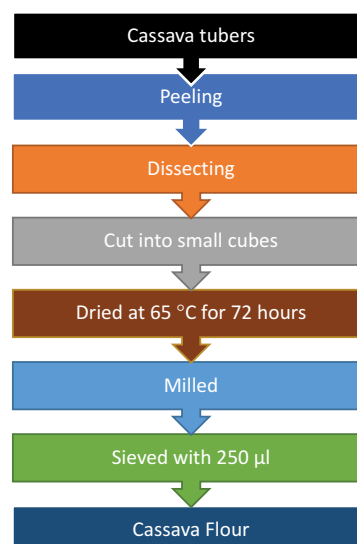 Cassava tubers
Peeling
Dissecting
Cut into small cubes
Dried at 65 °C for 72 hours
Milled
Sieved with 250 µl
Cassava Flour